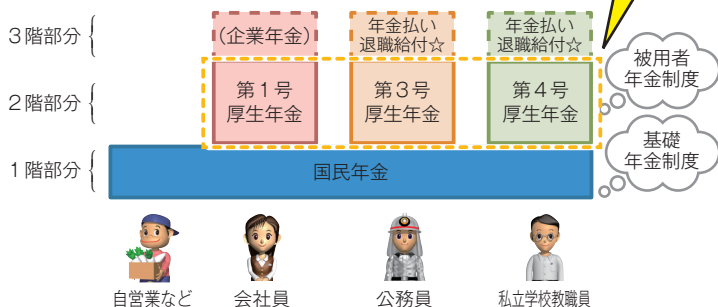 3階部分
(企業年金)
年金払い
退職給付☆
年金払い
退職給付☆
2階部分
第1号
厚生年金
第3号
厚生年金
第4号
厚生年金
被用者
年金制度
1階部分
国民年金
基礎
年金制度
自営業など
会社員
公務員
私立学校教職員